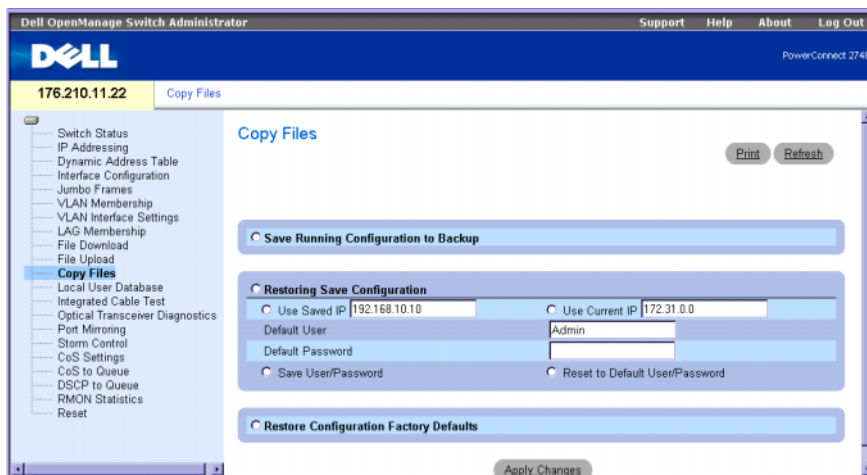 Dell OpenManage Switch Administrator Support Help About Log Out
DELL
PowerConnect 2748
176.210.11.22 Copy Files
Switch Status
IP Addressing
Dynamic Address Table
Interface Configuration
Jumbo Frames
VLAN Membership
VLAN Interface Settings
LAG Membership
File Download
File Upload
Copy Files
Local User Database
Integrated Cable Test
Optical Transceiver Diagnostics
Port Mirroring
Storm Control
CoS Settings
CoS to Queue
DSCP to Queue
RMON Statistics
Reset
Copy Files
Print Refresh
Save Running Configuration to Backup
Restoring Save Configuration
Use Saved IP 192.168.10.10 Use Current IP 172.31.0.0
Default User Admin
Default Password
Save User/Password Reset to Default User/Password
Restore Configuration Factory Defaults
Apply Changes